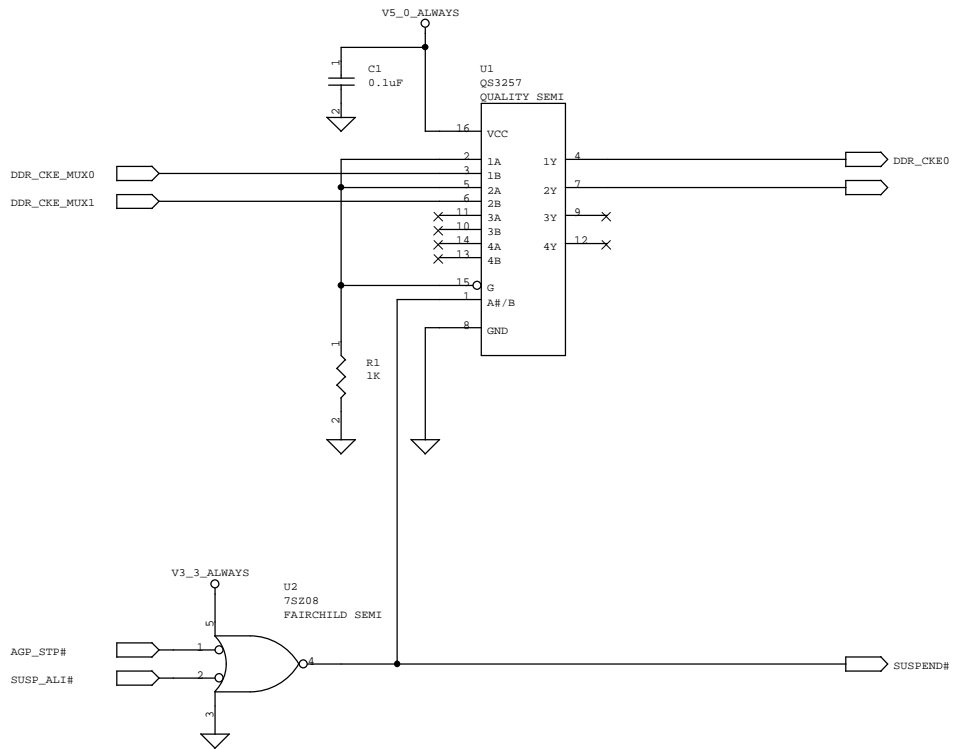 V5_0_ALWAYS
1
C1
0.1uF
2
U1
QS3257
QUALITY SEMI
16
VCC
DDR_CKE_MUX0
2
1A
1Y
4
DDR_CKE0
3
1B
5
2A
2Y
7
DDR_CKE_MUX1
6
2B
11
3A
3Y
9
10
3B
14
4A
4Y
12
13
4B
15
G
1
A#/B
8
GND
1
R1
1K
2
V3_3_ALWAYS
U2
7SZ08
FAIRCHILD SEMI
5
AGP_STP#
1
4
SUSPEND#
SUSP_ALI#
2
3